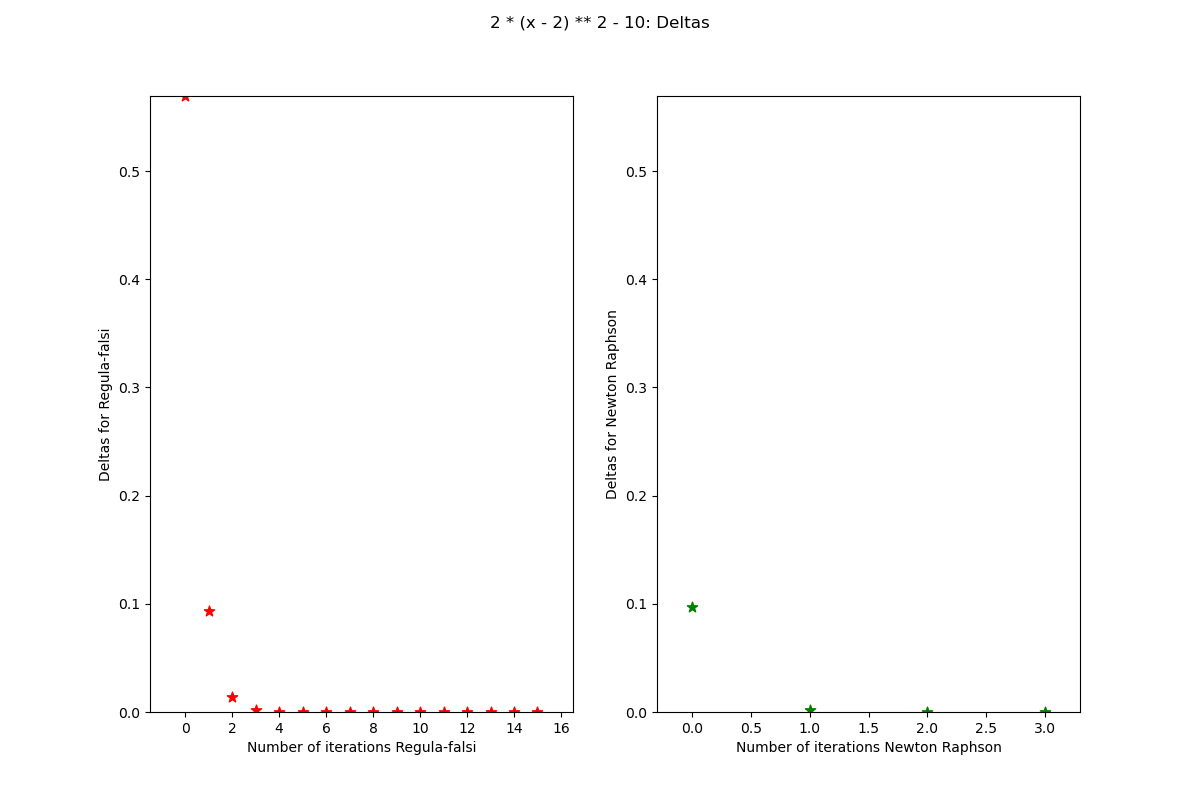 2 * (x - 2) ** 2 - 10: Deltas
Deltas for Regula-falsi
0.5
0.4
0.3
0.2
0.1
0.0
0 2 4 6 8 10 12 14 16
Number of iterations Regula-falsi
Deltas for Newton Raphson
0.5
0.4
0.3
0.2
0.1
0.0
0.0 0.5 1.0 1.5 2.0 2.5 3.0
Number of iterations Newton Raphson